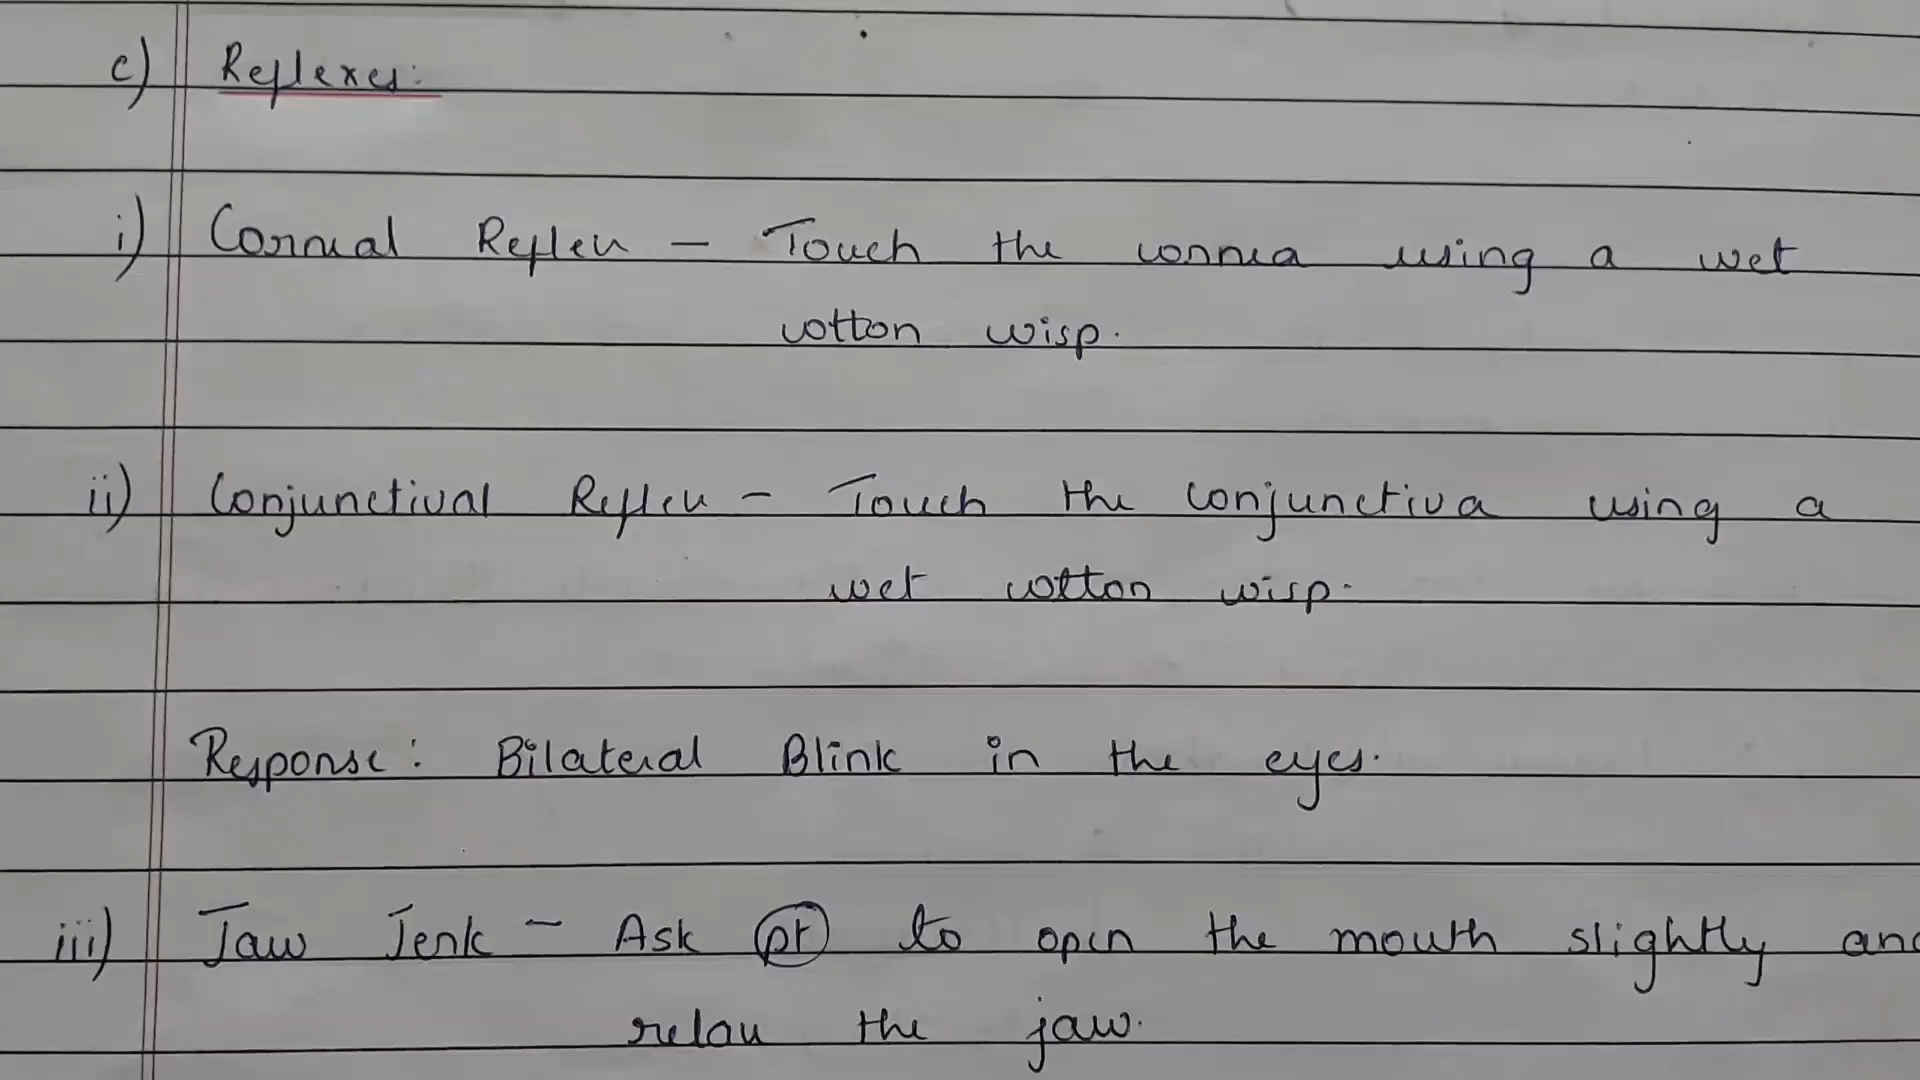 c) Reflexes:
i) Corneal Reflex - Touch the cornea using a wet
cotton wisp.
ii) Conjunctival Reflex - Touch the conjunctiva using a
wet cotton wisp.
Response: Bilateral Blink in the eyes.
iii) Jaw Jerk - Ask pt to open the mouth slightly and
relax the jaw.